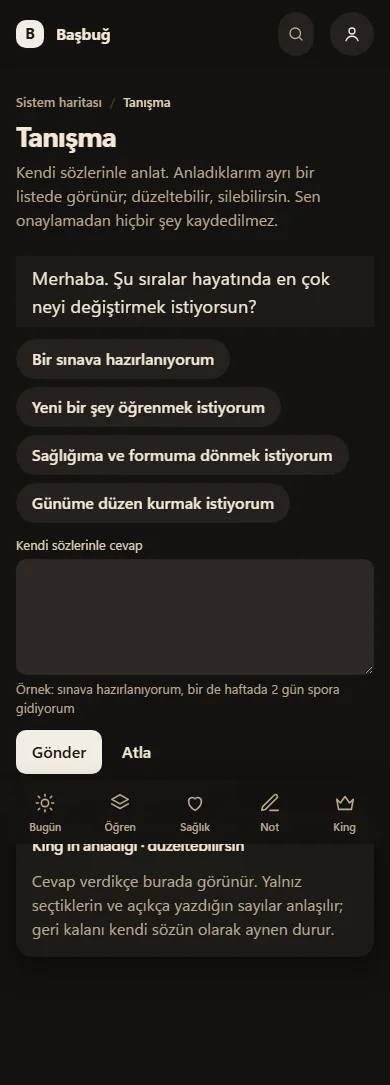 B Başbuğ
Sistem haritası / Tanışma
Tanışma
Kendi sözlerinle anlat. Anladıklarım ayrı bir
listede görünür; düzeltebilir, silebilirsin. Sen
onaylamadan hiçbir şey kaydedilmez.
Merhaba. Şu sıralar hayatında en çok
neyi değiştirmek istiyorsun?
Bir sınava hazırlanıyorum
Yeni bir şey öğrenmek istiyorum
Sağlığıma ve formuma dönmek istiyorum
Günüme düzen kurmak istiyorum
Kendi sözlerinle cevap
Örnek: sınava hazırlanıyorum, bir de haftada 2 gün spora
gidiyorum
Gönder Atla
Bugün Öğren Sağlık Not King
King'in anladığı · düzeltebilirsin
Cevap verdikçe burada görünür. Yalnız
seçtiklerin ve açıkça yazdığın sayılar anlaşılır;
geri kalanı kendi sözün olarak aynen durur.